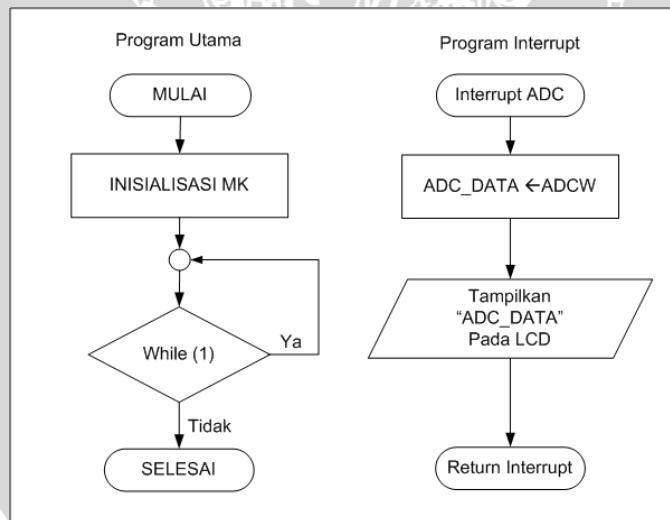 Program Utama
MULAI
INISIALISASI MK
While (1)
Ya
Tidak
SELESAI
Program Interrupt
Interrupt ADC
ADC_DATA ←ADCW
Tampilkan
“ADC_DATA”
Pada LCD
Return Interrupt